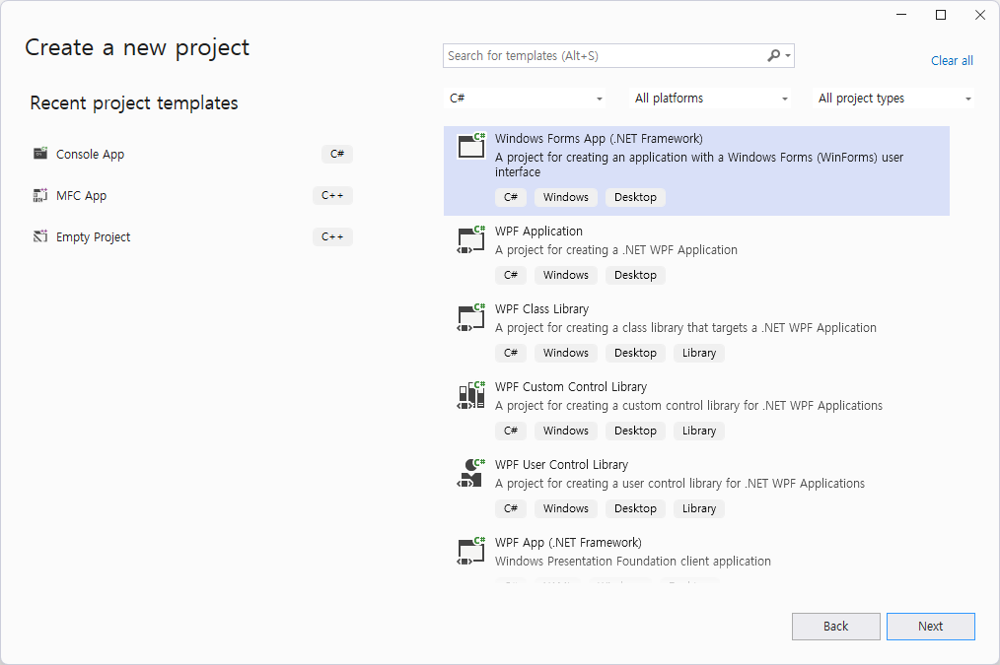 Create a new project
Search for templates (Alt+S)
Clear all
Recent project templates
C#
All platforms
All project types
Console App
C#
MFC App
C++
Empty Project
C++
C#
Windows Forms App (.NET Framework)
A project for creating an application with a Windows Forms (WinForms) user
interface
C# Windows Desktop
C#
WPF Application
A project for creating a .NET WPF Application
C# Windows Desktop
C#
WPF Class Library
A project for creating a class library that targets a .NET WPF Application
C# Windows Desktop Library
C#
WPF Custom Control Library
A project for creating a custom control library for .NET WPF Applications
C# Windows Desktop Library
C#
WPF User Control Library
A project for creating a user control library for .NET WPF Applications
C# Windows Desktop Library
C#
WPF App (.NET Framework)
Windows Presentation Foundation client application
Back
Next